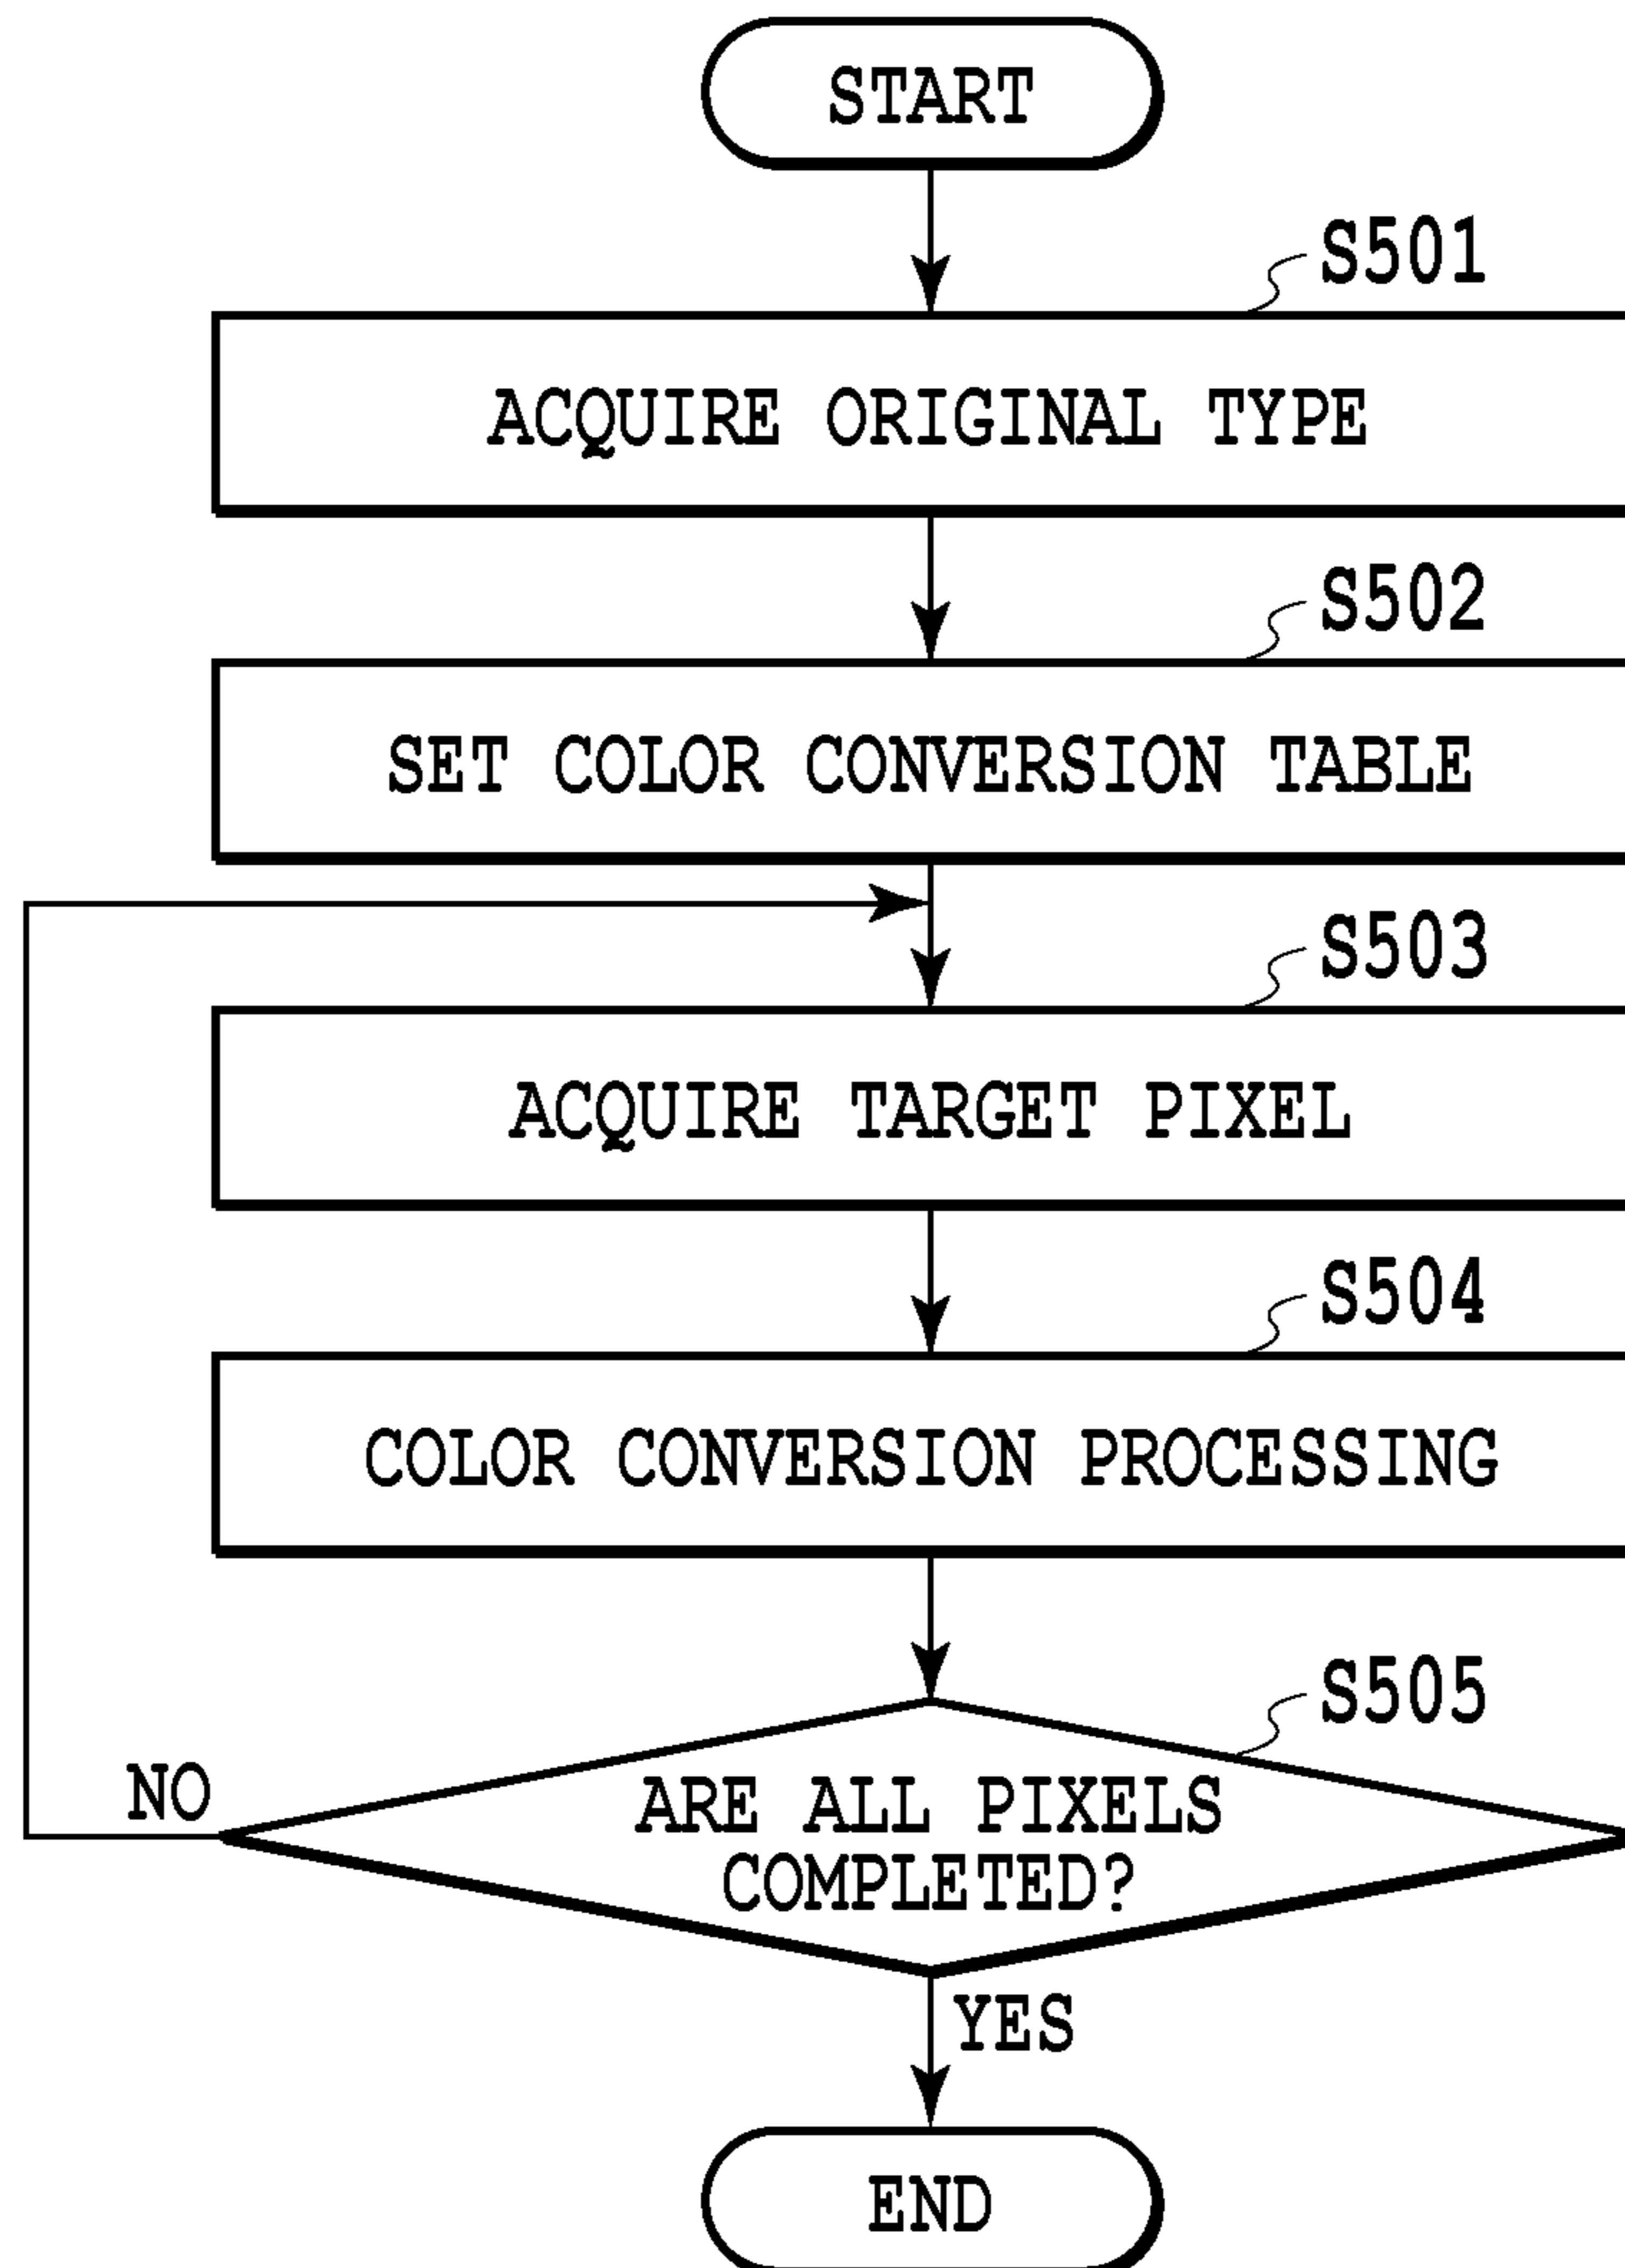 START
S501
ACQUIRE ORIGINAL TYPE
S502
SET COLOR CONVERSION TABLE
S503
ACQUIRE TARGET PIXEL
S504
COLOR CONVERSION PROCESSING
S505
NO
ARE ALL PIXELS
COMPLETED?
YES
END